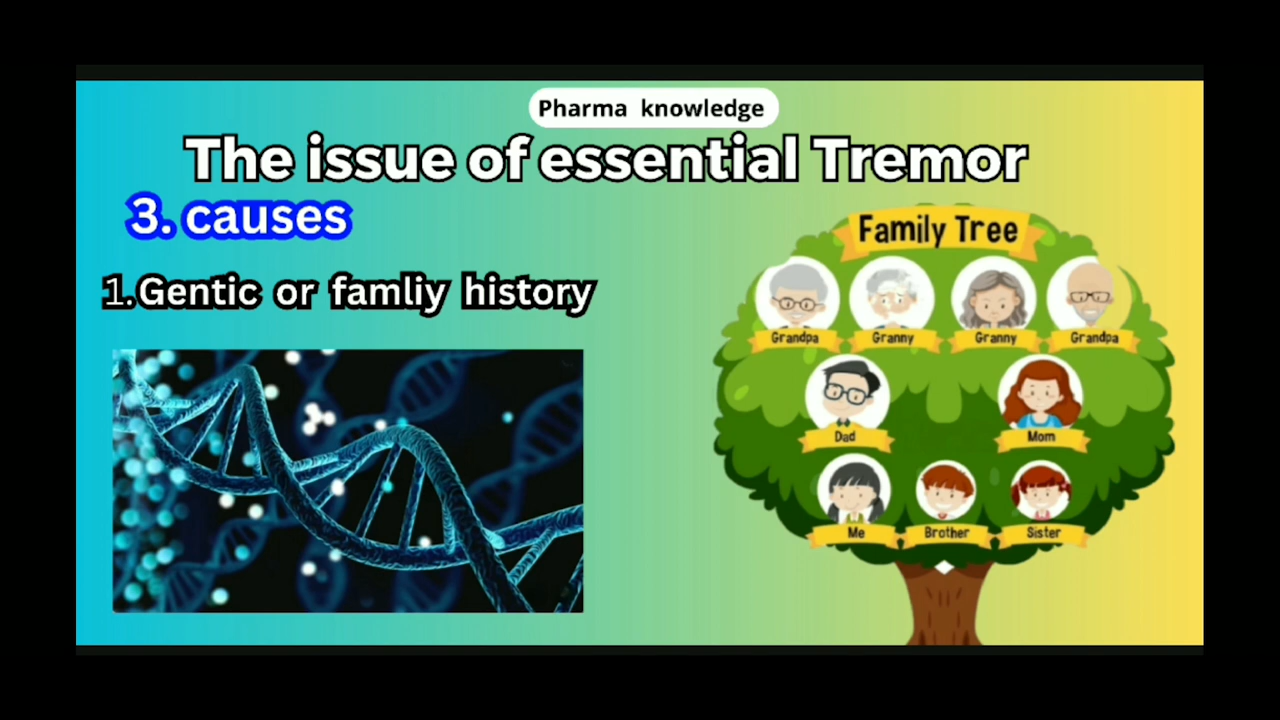 Pharma knowledge
The issue of essential Tremor
3. causes
1. Gentic or famliy history
Family Tree
Grandpa Granny Granny Grandpa
Dad Mom
Me Brother Sister